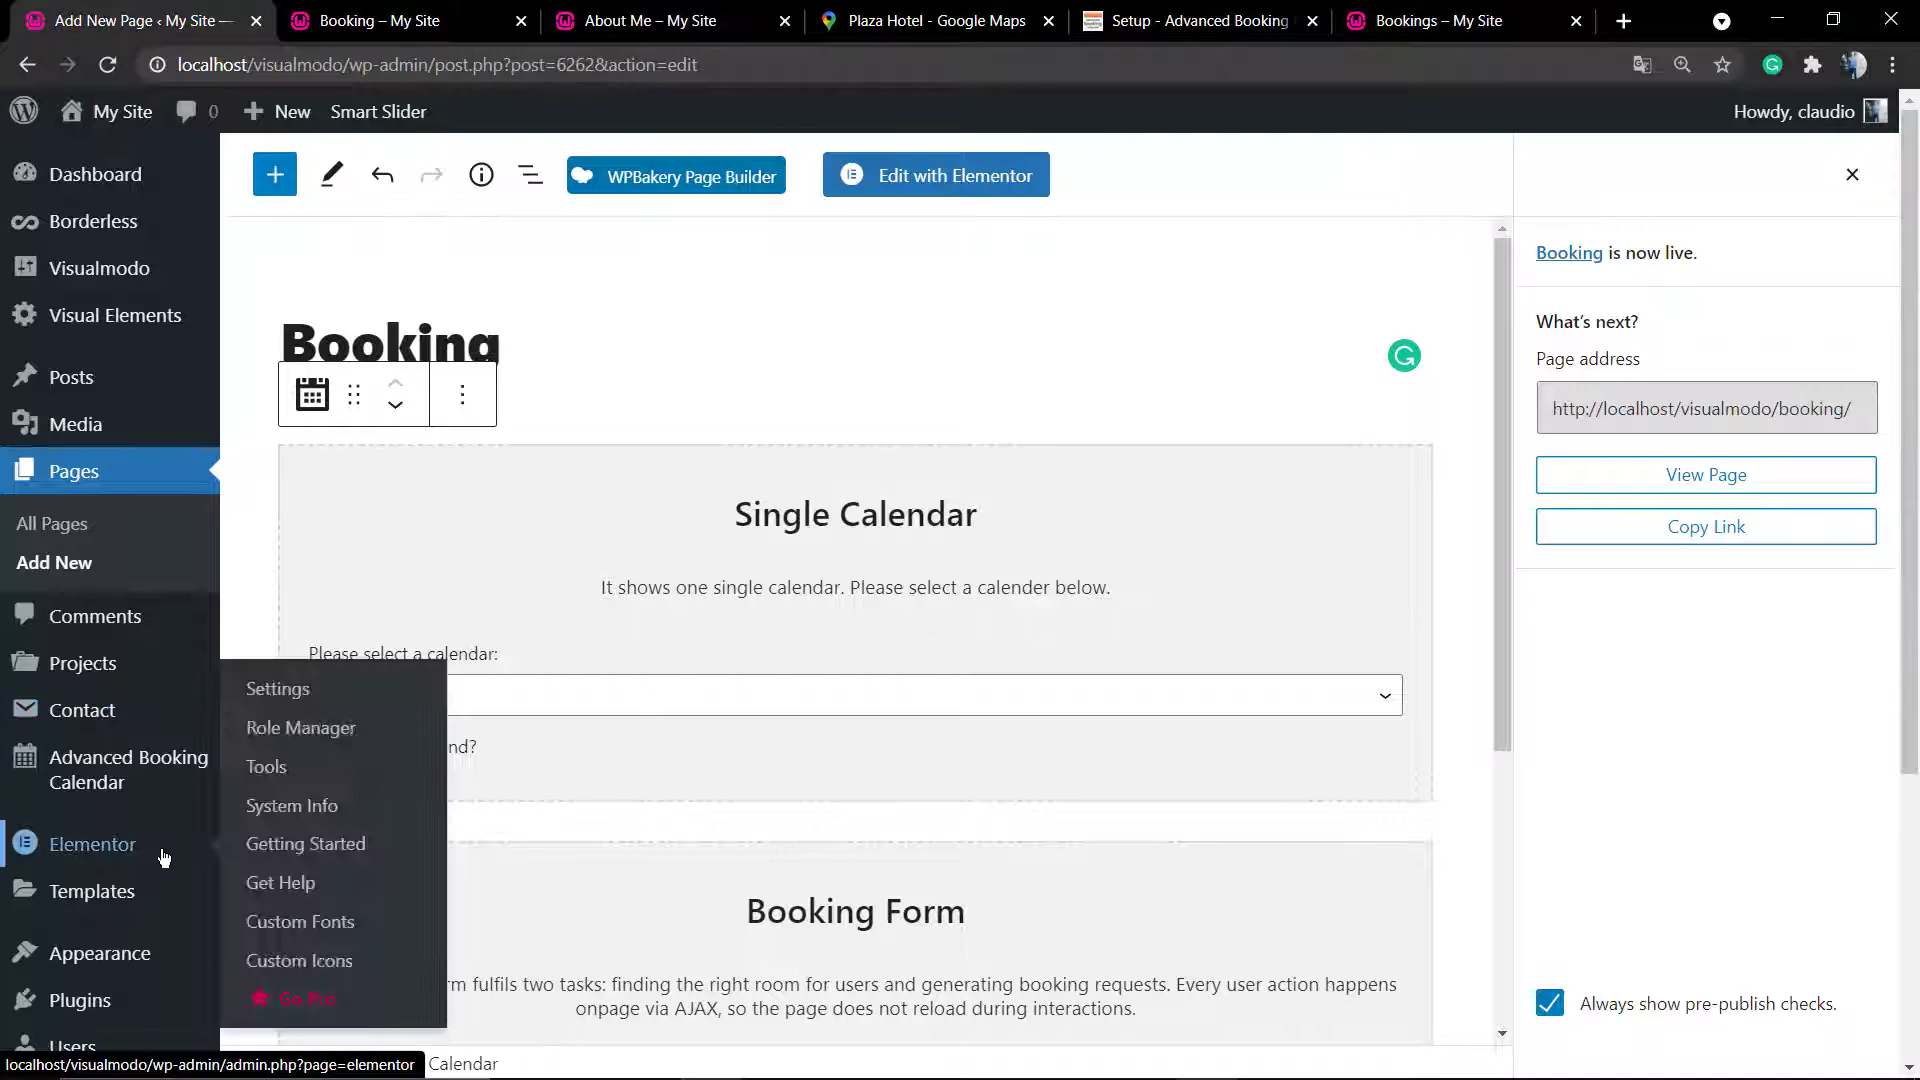 Add New Page ‹ My Site —
Booking – My Site
About Me – My Site
Plaza Hotel - Google Maps
Setup - Advanced Booking
Bookings – My Site
localhost/visualmodo/wp-admin/post.php?post=6262&action=edit
My Site
0
New
Smart Slider
Howdy, claudio
Dashboard
Borderless
Visualmodo
Visual Elements
Posts
Media
Pages
All Pages
Add New
Comments
Projects
Contact
Advanced Booking
Calendar
Elementor
Templates
Appearance
Plugins
Users
Settings
Role Manager
Tools
System Info
Getting Started
Get Help
Custom Fonts
Custom Icons
Go Pro
WPBakery Page Builder
Edit with Elementor
Booking
Single Calendar
It shows one single calendar. Please select a calender below.
Please select a calendar:
nd?
Booking Form
rm fulfils two tasks: finding the right room for users and generating booking requests. Every user action happens
onpage via AJAX, so the page does not reload during interactions.
Booking is now live.
What's next?
Page address
http://localhost/visualmodo/booking/
View Page
Copy Link
Always show pre-publish checks.
localhost/visualmodo/wp-admin/admin.php?page=elementor
Calendar